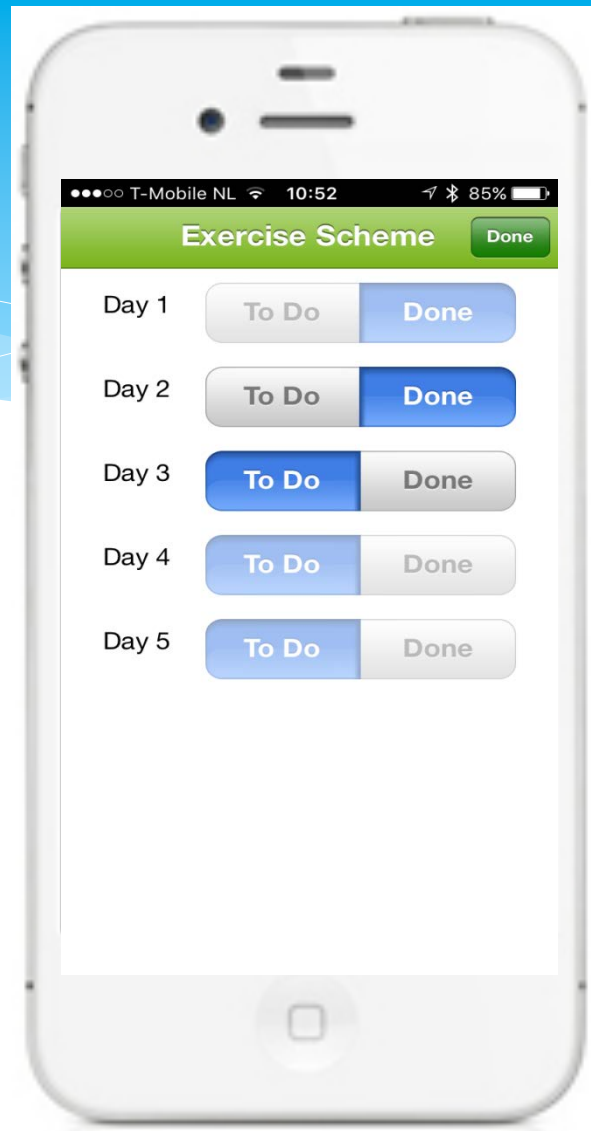 T-Mobile NL 10:52 85%
Exercise Scheme Done
Day 1 To Do Done
Day 2 To Do Done
Day 3 To Do Done
Day 4 To Do Done
Day 5 To Do Done